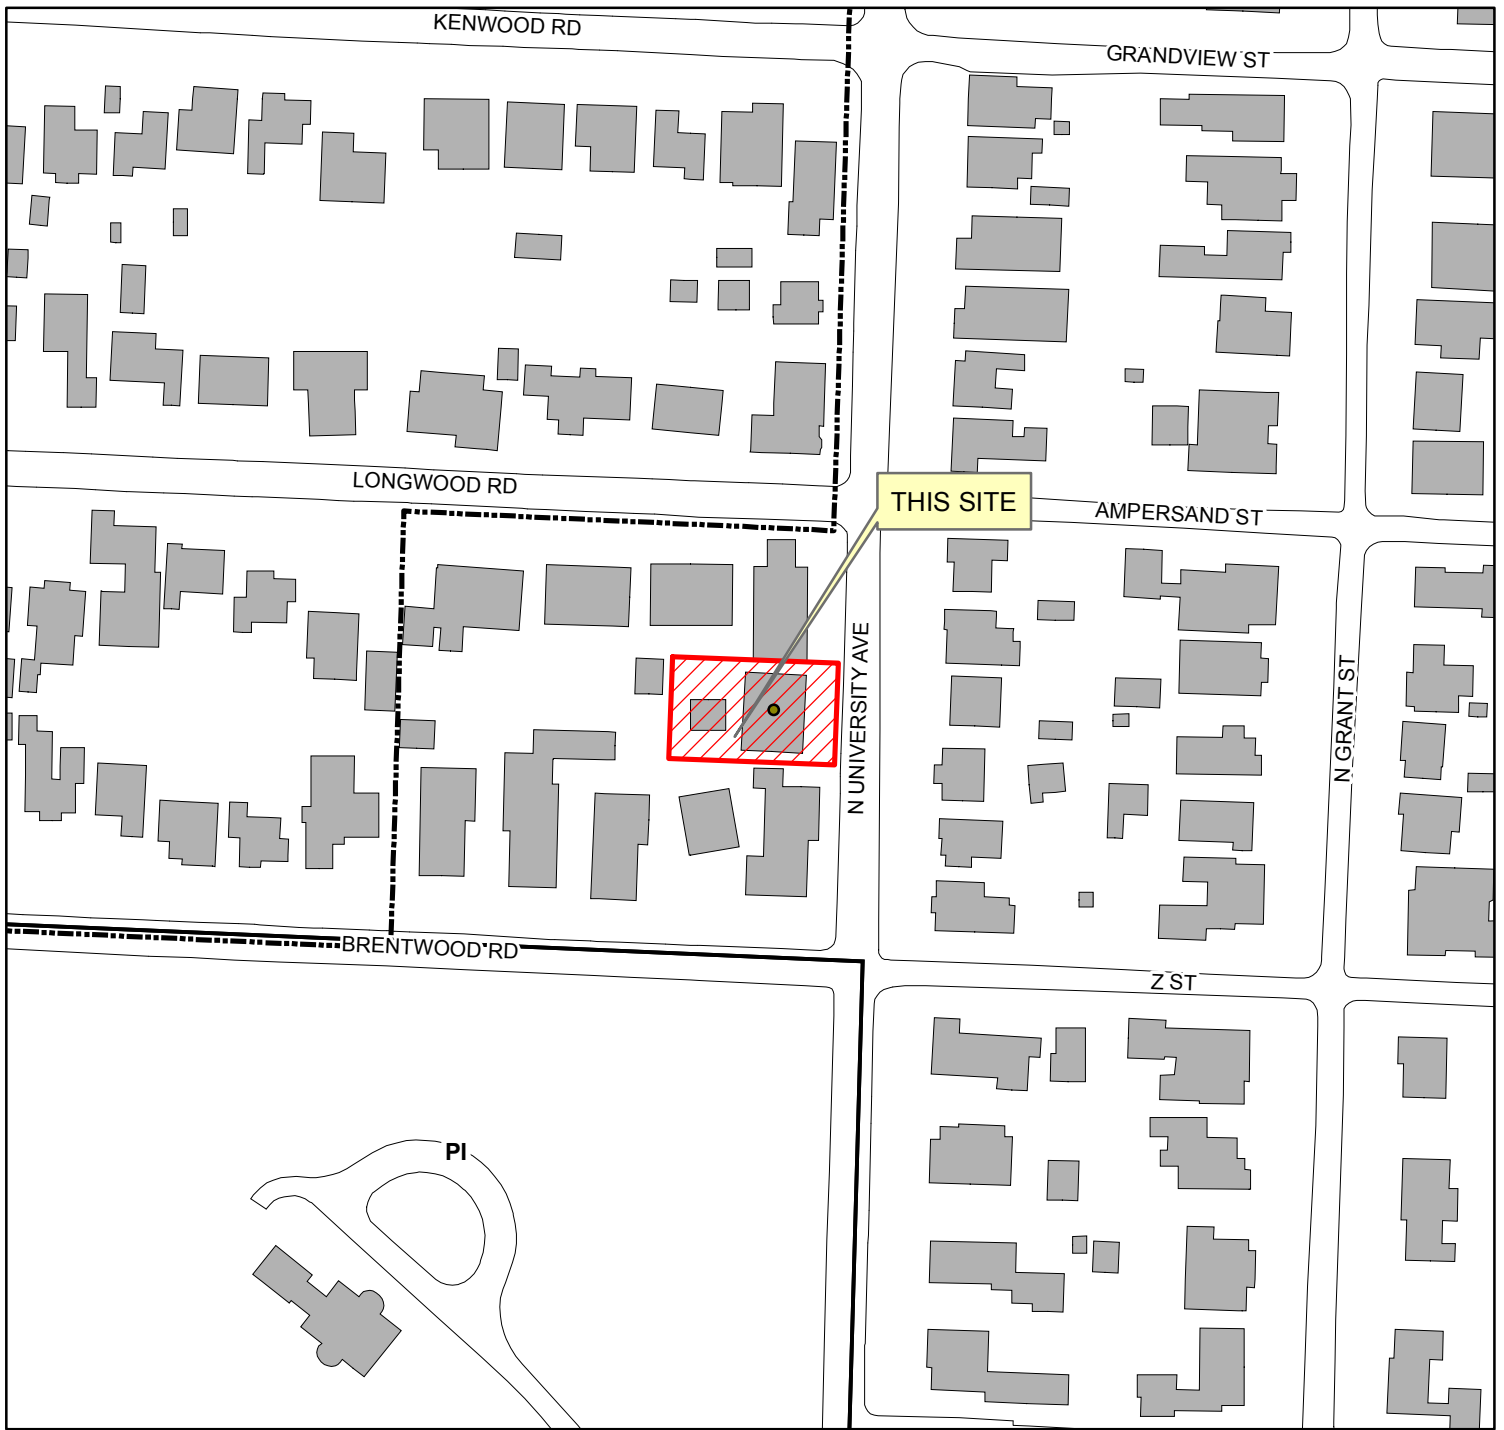 KENWOOD RD
GRANDVIEW ST
LONGWOOD RD
THIS SITE
AMPERSAND ST
N UNIVERSITY AVE
N GRANT ST
BRENTWOOD RD
Z ST
PI